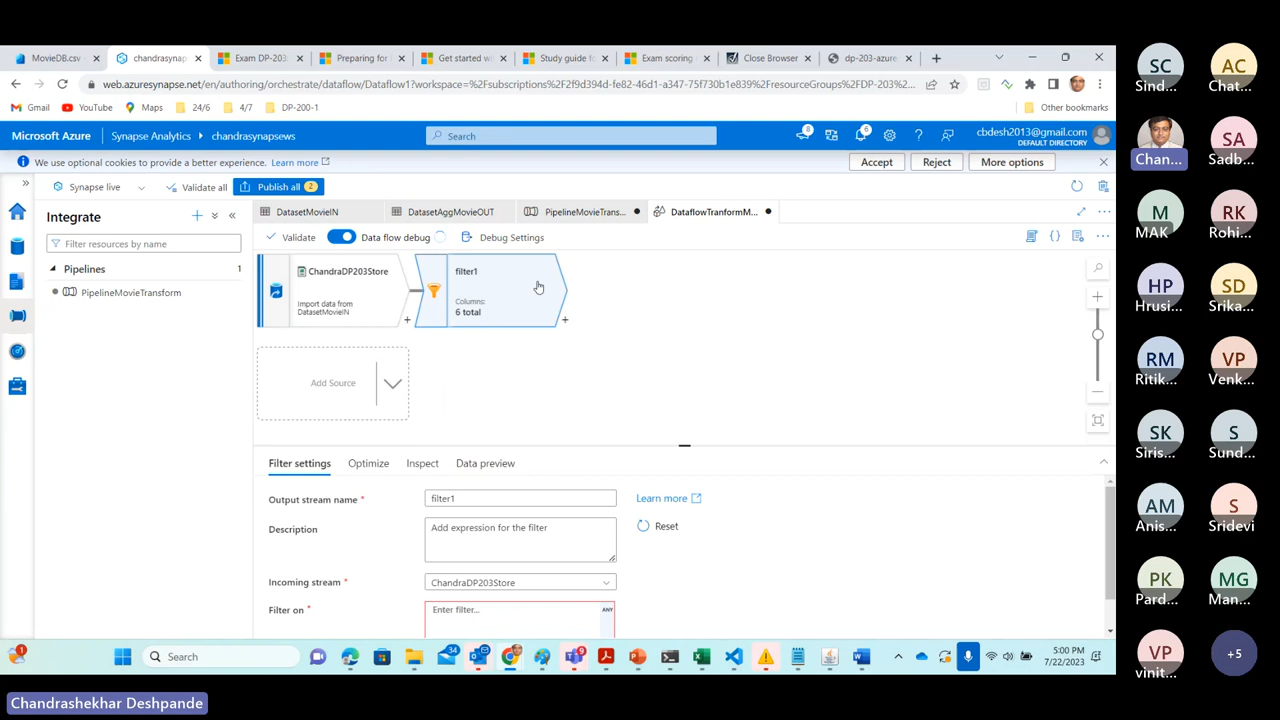 MovieDB.csv
chandrasynaps
Exam DP-203:
Preparing for
Get started wi
Study guide fo
Exam scoring
Close Browser
dp-203-azure
web.azuresynapse.net/en/authoring/orchestrate/dataflow/Dataflow1?workspace=%2Fsubscriptions%2F2f9d394d-fe82-46d1-a347-75f730b1e839%2FresourceGroups%2FDP-203%2...
Gmail
YouTube
Maps
24/6
4/7
DP-200-1
Other bookmarks
Microsoft Azure
Synapse Analytics
chandrasynapsews
Search
8
6
cbdesh2013@gmail.com
DEFAULT DIRECTORY
We use optional cookies to provide a better experience. Learn more
Accept
Reject
More options
Synapse live
Validate all
Publish all 2
Integrate
Filter resources by name
Pipelines
1
PipelineMovieTransform
DatasetMovieIN
DatasetAggMovieOUT
PipelineMovieTrans...
DataflowTranformM...
Validate
Data flow debug
Debug Settings
ChandraDP203Store
Import data from
DatasetMovieIN
filter1
Columns:
6 total
Add Source
Filter settings
Optimize
Inspect
Data preview
Output stream name *
filter1
Learn more
Description
Add expression for the filter
Reset
Incoming stream *
ChandraDP203Store
Filter on *
Enter filter...
ANY
1
Search
34
9
5:00 PM
7/22/2023
Chandrashekhar Deshpande
SC
Sind...
AC
Chat...
Chan...
SA
Sadb...
M
MAK
RK
Rohi...
HP
Hrusi...
SD
Srika...
RM
Ritik...
VP
Venk...
SK
Siris...
S
Sund...
AM
Anis...
S
Sridevi
PK
Pard...
MG
Man...
VP
vinit...
+5